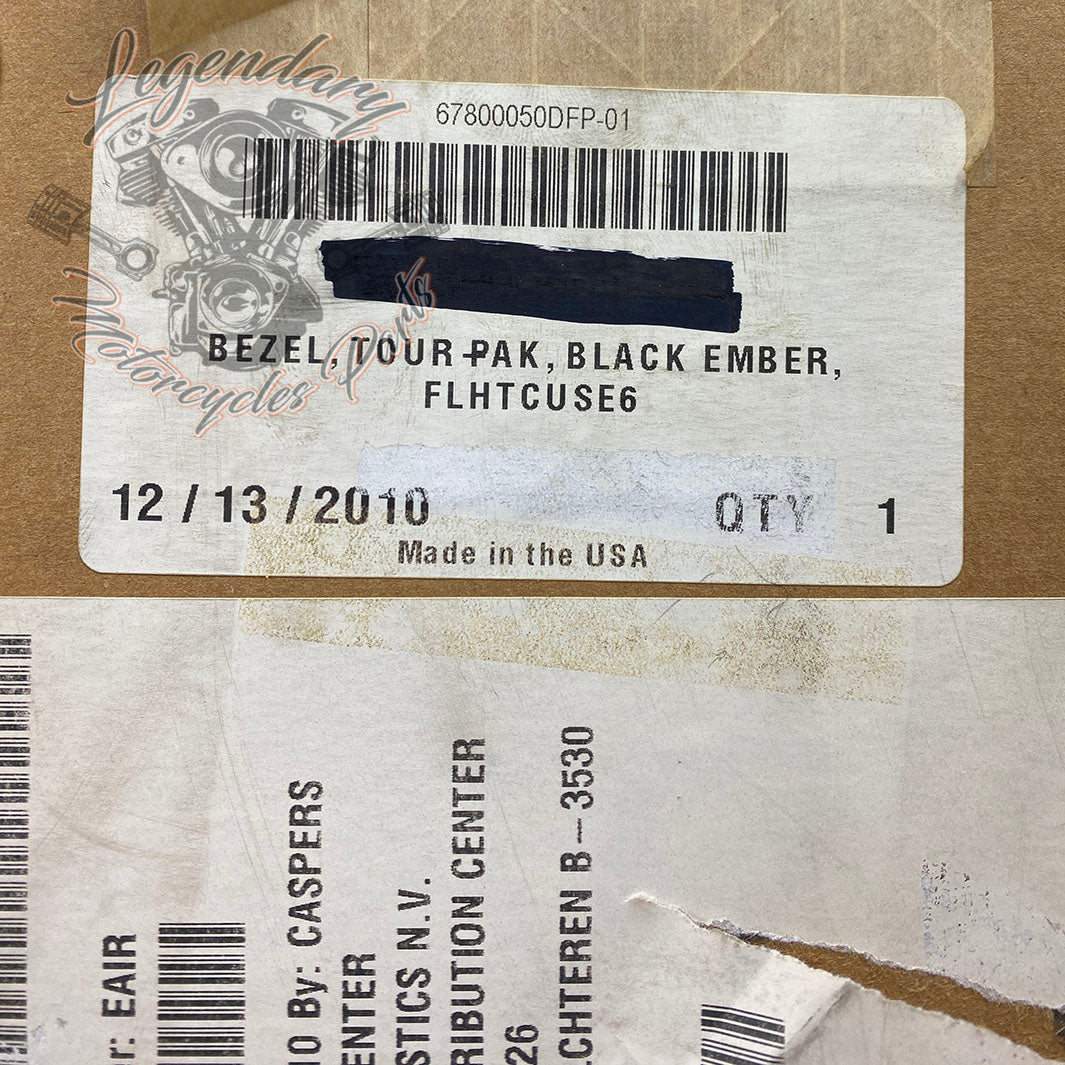 Legendary
Motorcycles Parts
67800050DFP-01
BEZEL, TOUR-PAK, BLACK EMBER,
FLHTCUSE6
12 / 13 / 2010 QTY 1
Made in the USA
r: EAIR
10 By: CASPERS
ENTER
STICS N.V.
RIBUTION CENTER
26
CHTEREN B-3530